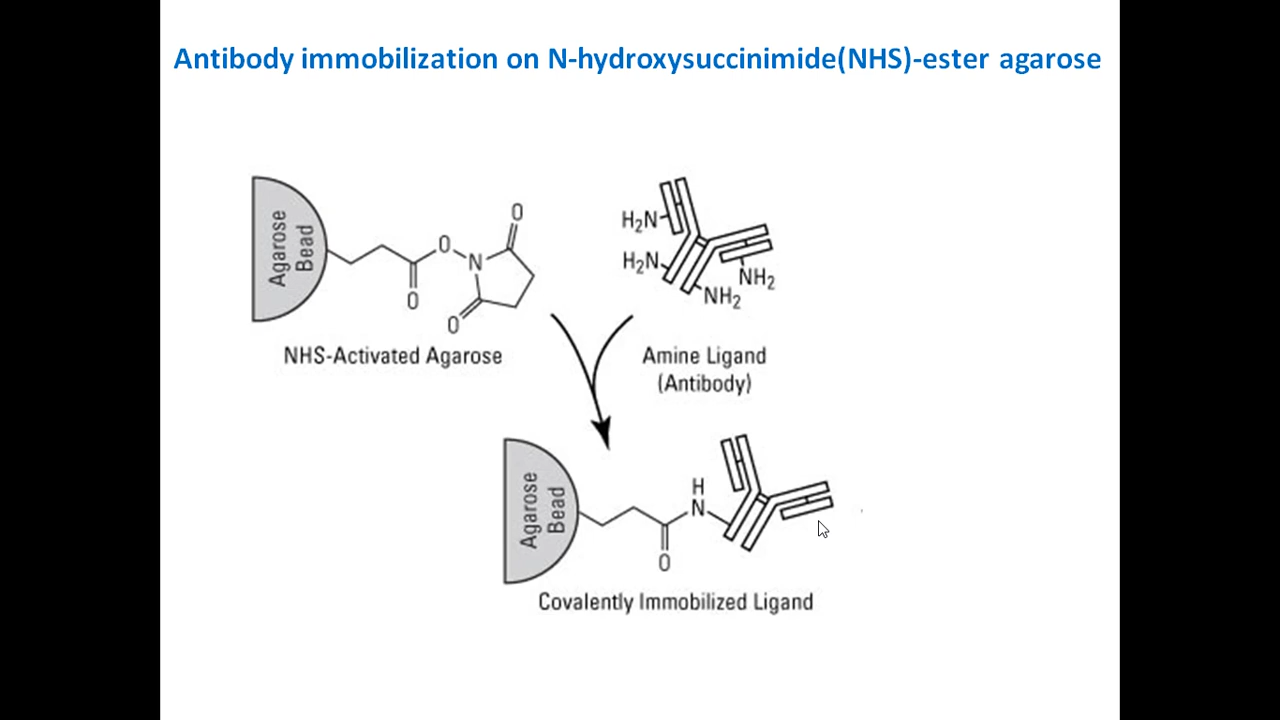 Antibody immobilization on N-hydroxysuccinimide(NHS)-ester agarose
Agarose
Bead
O
O
N
O
O
H₂N
H₂N
NH₂
NH₂
NHS-Activated Agarose
Amine Ligand
(Antibody)
Agarose
Bead
H
N
O
Covalently Immobilized Ligand